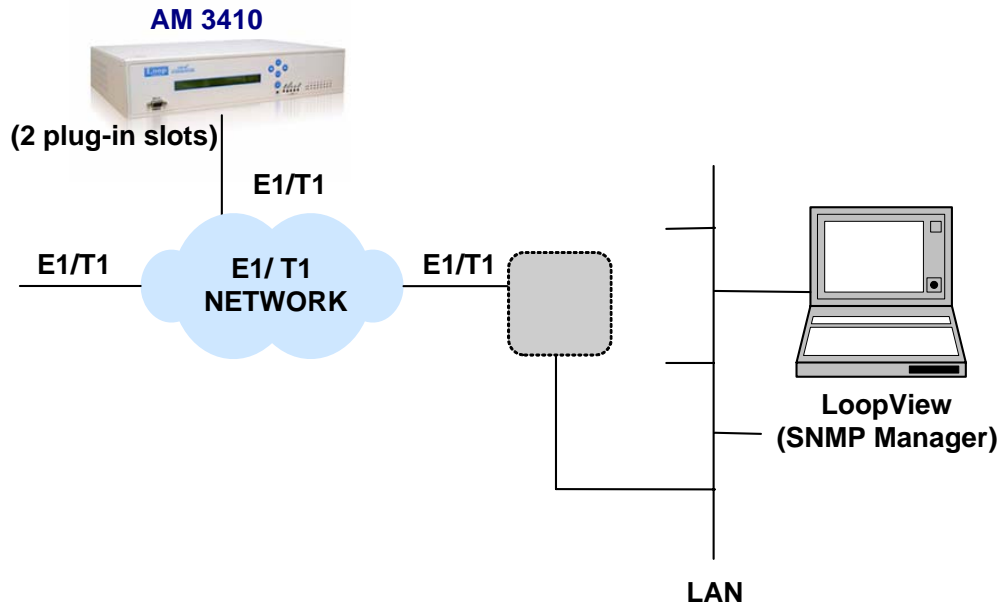 AM 3410
Loop
(2 plug-in slots)
E1/T1
E1/T1
E1/ T1
NETWORK
E1/T1
LoopView
(SNMP Manager)
LAN